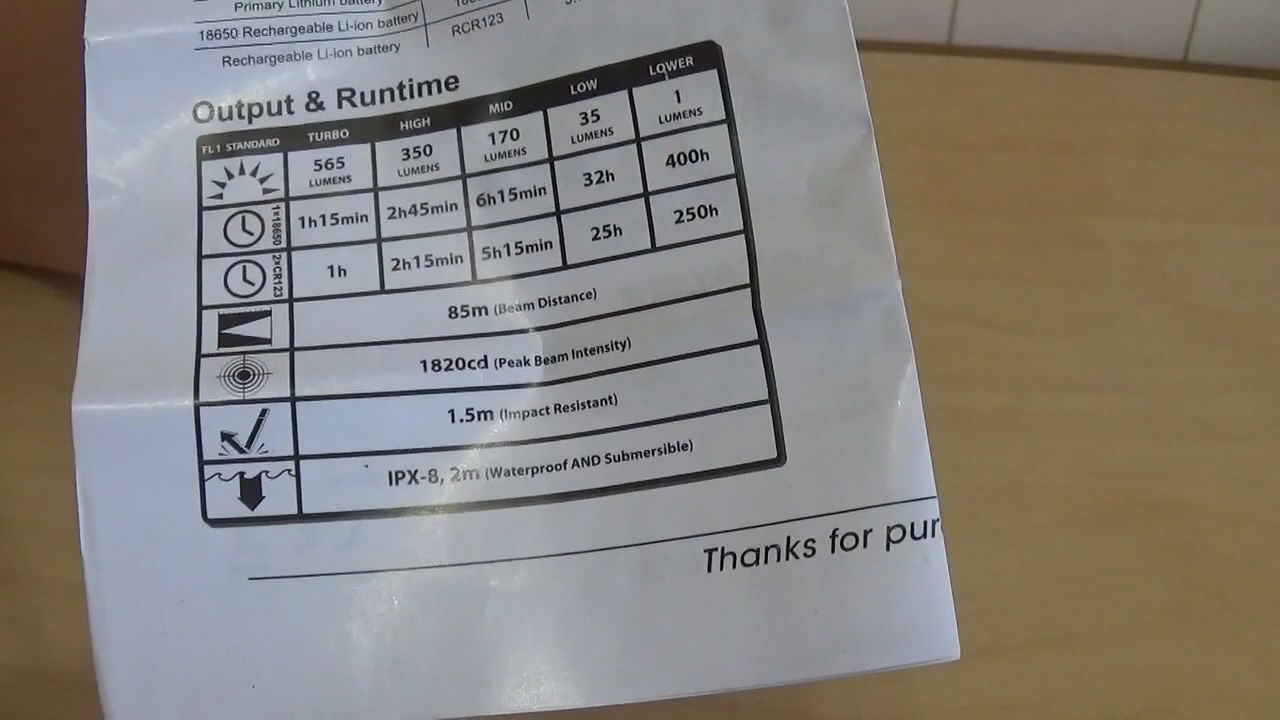 Primary Lithium battery
18650 Rechargeable Li-ion battery
RCR123
Rechargeable Li-ion battery
Output & Runtime
FL 1 STANDARD TURBO HIGH MID LOW LOWER
565 LUMENS 350 LUMENS 170 LUMENS 35 LUMENS 1 LUMENS
1×18650 1h15min 2h45min 6h15min 32h 400h
2×CR123 1h 2h15min 5h15min 25h 250h
85m (Beam Distance)
1820cd (Peak Beam Intensity)
1.5m (Impact Resistant)
IPX-8, 2m (Waterproof AND Submersible)
Thanks for pur